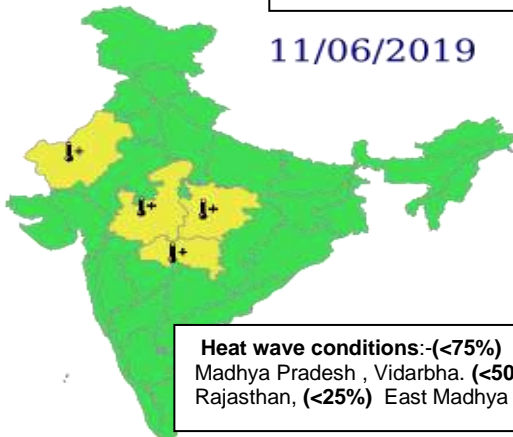 11/06/2019
Heat wave conditions:-(<75%)
Madhya Pradesh , Vidarbha. (<50
Rajasthan, (<25%) East Madhya